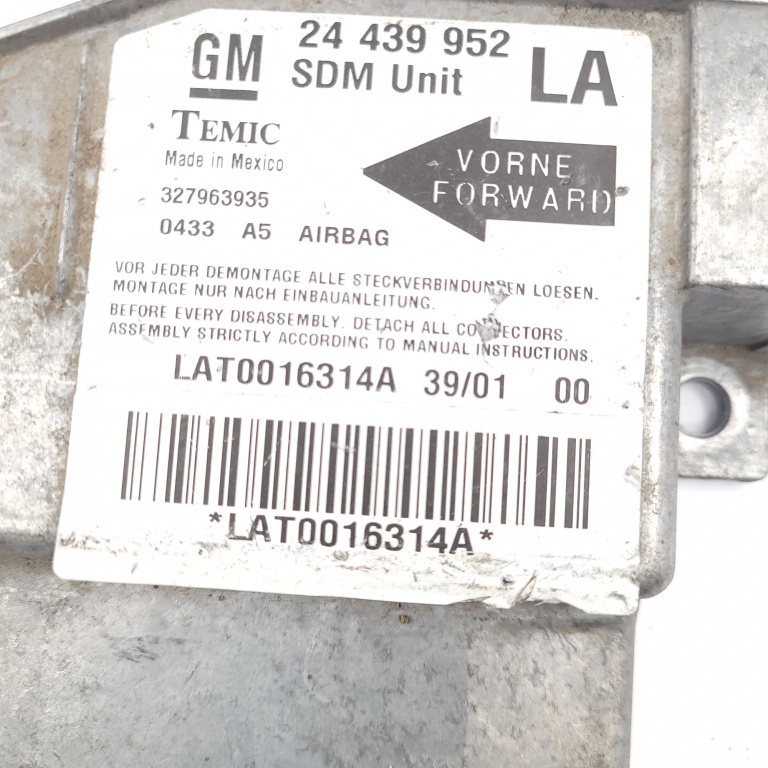 GM 24 439 952 LA
SDM Unit
TEMIC
Made in Mexico
VORNE
FORWARD
327963935
0433 A5 AIRBAG
VOR JEDER DEMONTAGE ALLE STECKVERBINDUNGEN LOESEN.
MONTAGE NUR NACH EINBAUANLEITUNG.
BEFORE EVERY DISASSEMBLY. DETACH ALL CONNECTORS.
ASSEMBLY STRICTLY ACCORDING TO MANUAL INSTRUCTIONS.
LAT0016314A 39/01 00
*LAT0016314A*